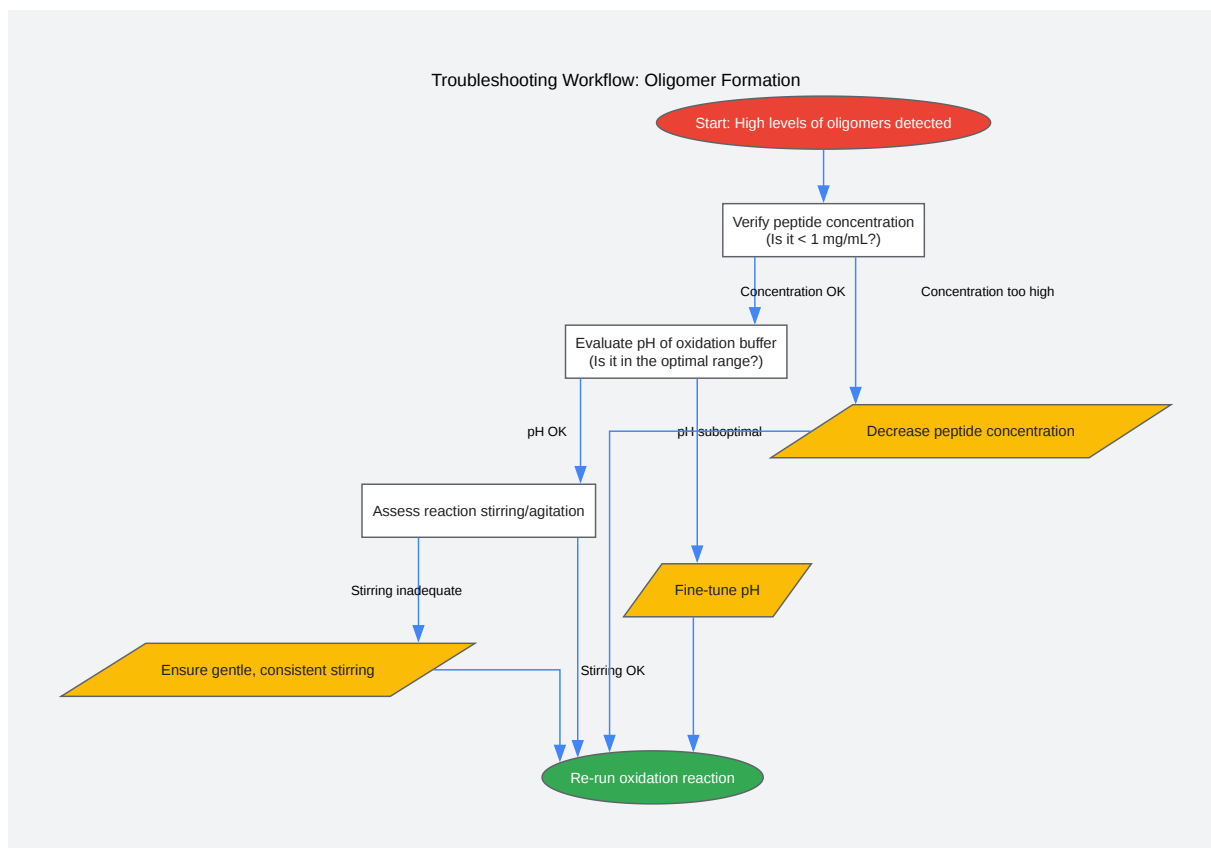 Troubleshooting Workflow: Oligomer Formation
Start: High levels of oligomers detected
Verify peptide concentration
(Is it < 1 mg/mL?)
Concentration OK
Concentration too high
Evaluate pH of oxidation buffer
(Is it in the optimal range?)
pH OK
pH suboptimal
Decrease peptide concentration
Assess reaction stirring/agitation
Stirring inadequate
Fine-tune pH
Ensure gentle, consistent stirring
Stirring OK
Re-run oxidation reaction